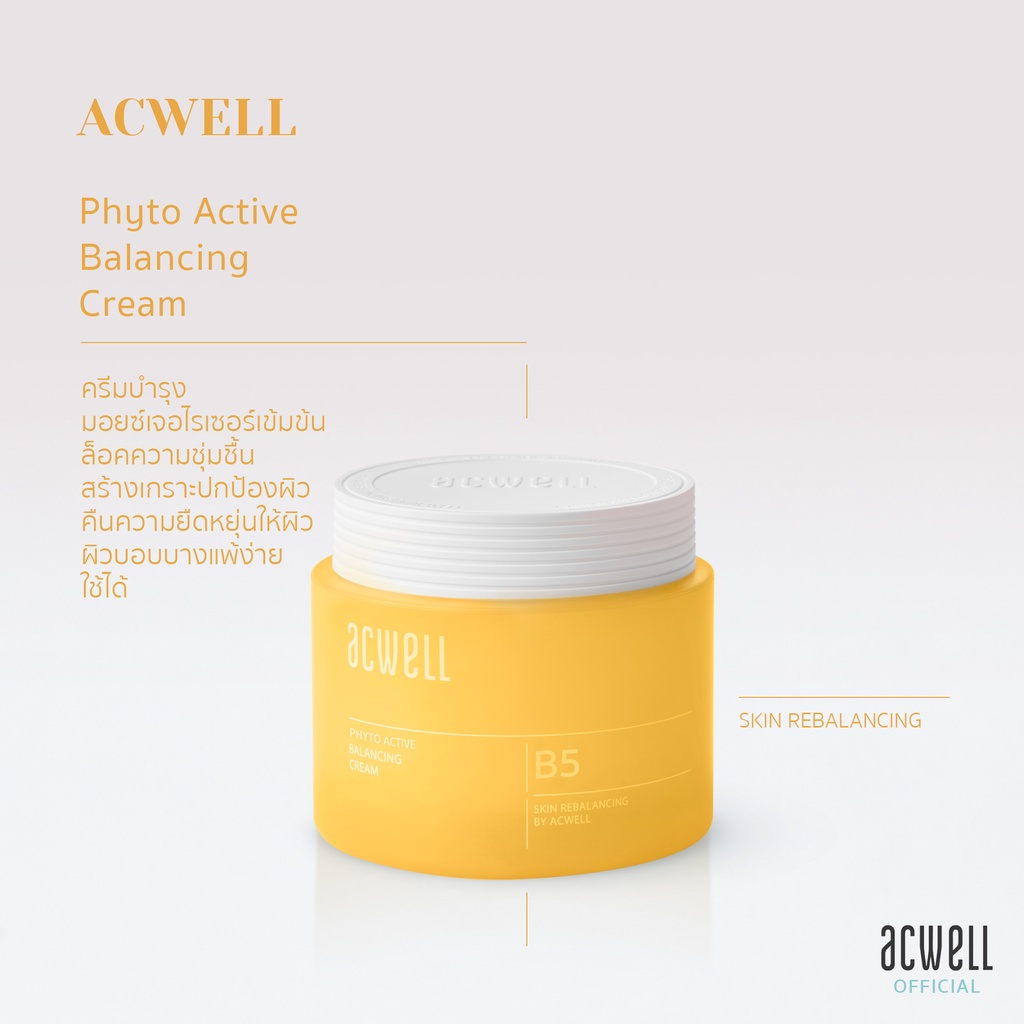 ACWELL
Phyto Active
Balancing
Cream
ครีมบำรุง
มอยซ์เจอไรเซอร์เข้มข้น
ล็อคความชุ่มชื้น
สร้างเกราะปกป้องผิว
คืนความยืดหยุ่นให้ผิว
ผิวบอบบางแพ้ง่าย
ใช้ได้
acwell
acwell
PHYTO ACTIVE
BALANCING
CREAM
B5
SKIN REBALANCING
BY ACWELL
SKIN REBALANCING
acwell
OFFICIAL